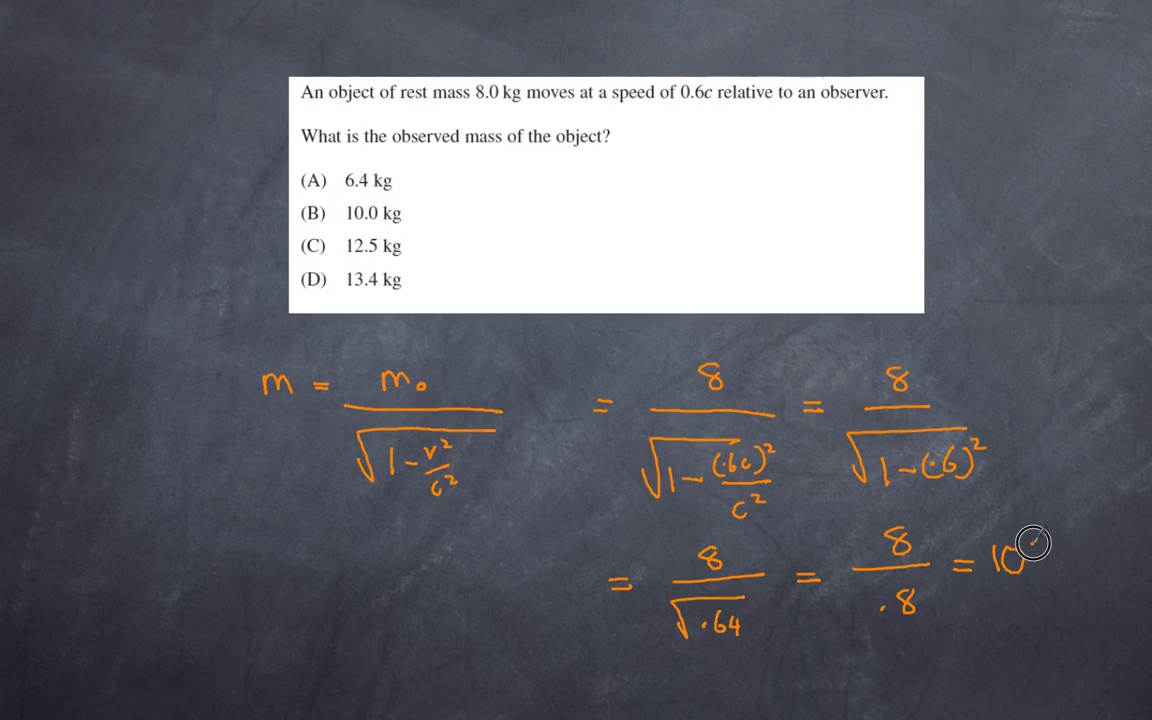 An object of rest mass 8.0 kg moves at a speed of 0.6c relative to an observer.
What is the observed mass of the object?
(A) 6.4 kg
(B) 10.0 kg
(C) 12.5 kg
(D) 13.4 kg
m = m₀ / √(1 - v²/c²) = 8 / √(1 - (.6c)²/c²) = 8 / √(1 - (.6)²)
= 8 / √.64 = 8 / .8 = 10